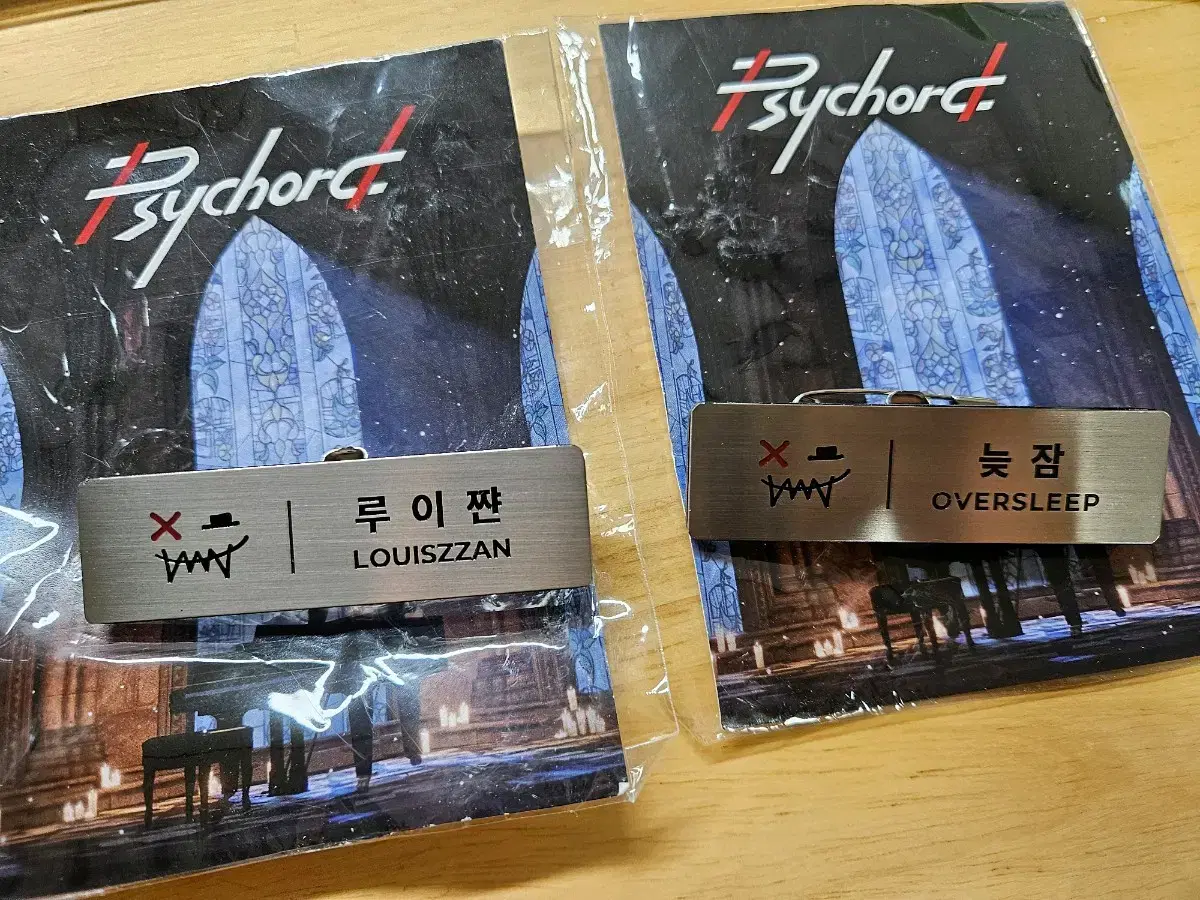 Psychord
루이쨘
LOUISZZAN
Psychord
늦잠
OVERSLEEP